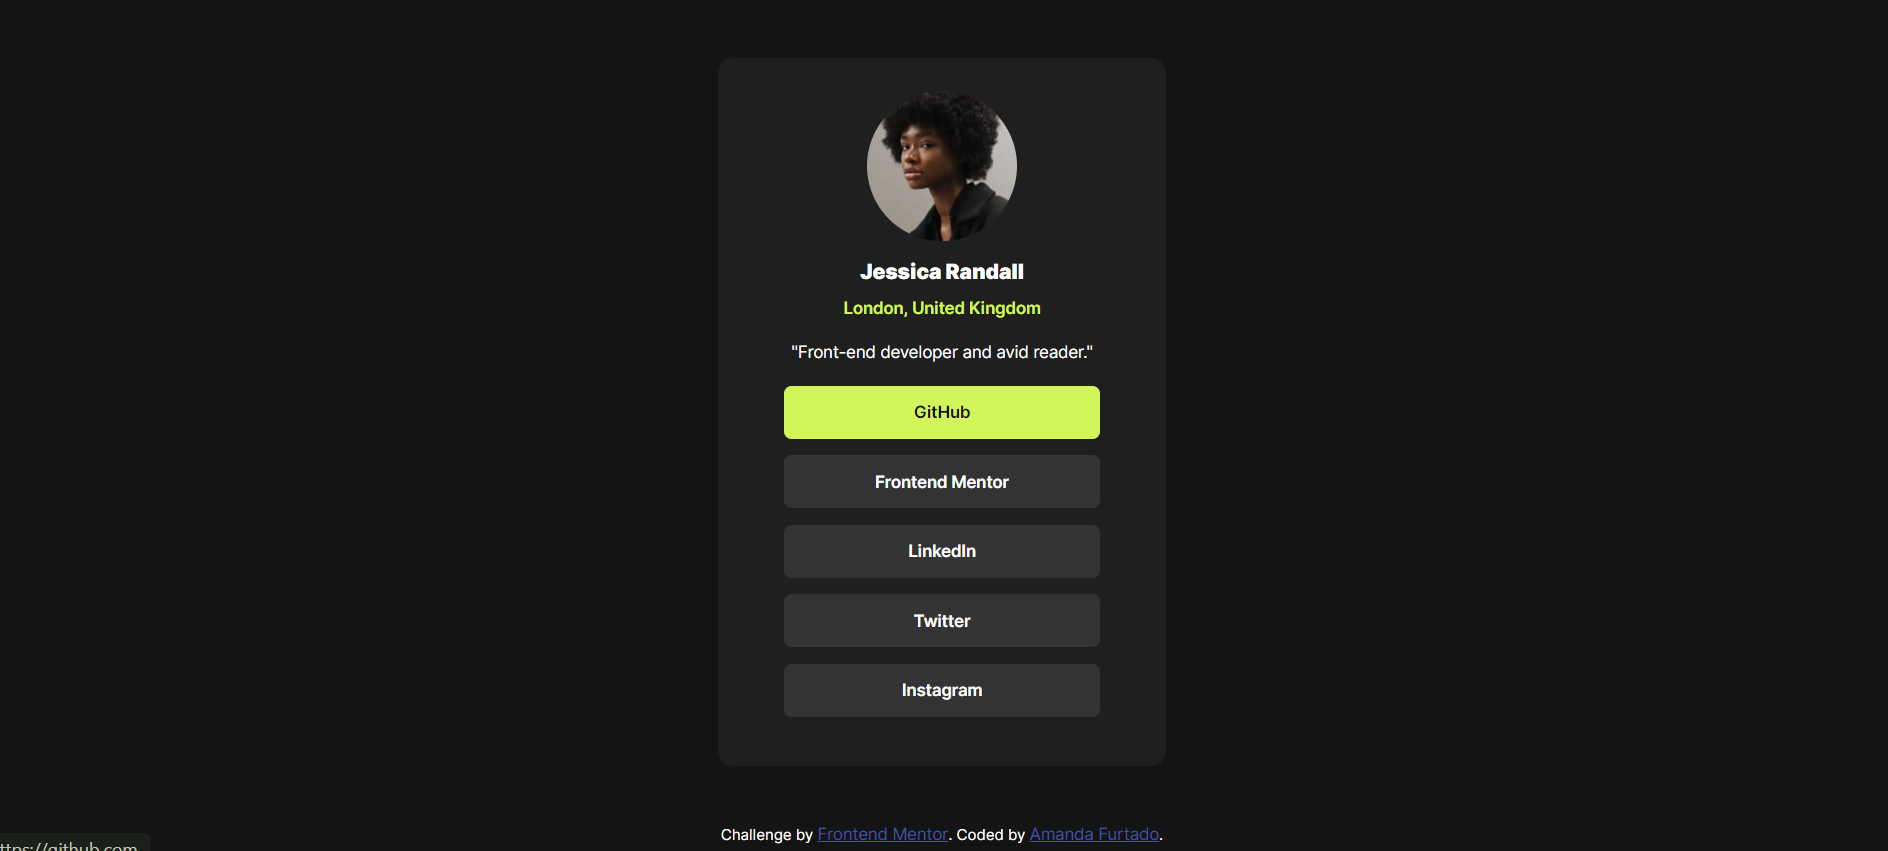 Jessica Randall
London, United Kingdom
"Front-end developer and avid reader."
GitHub
Frontend Mentor
LinkedIn
Twitter
Instagram
Challenge by Frontend Mentor. Coded by Amanda Furtado.
ttps://github.com